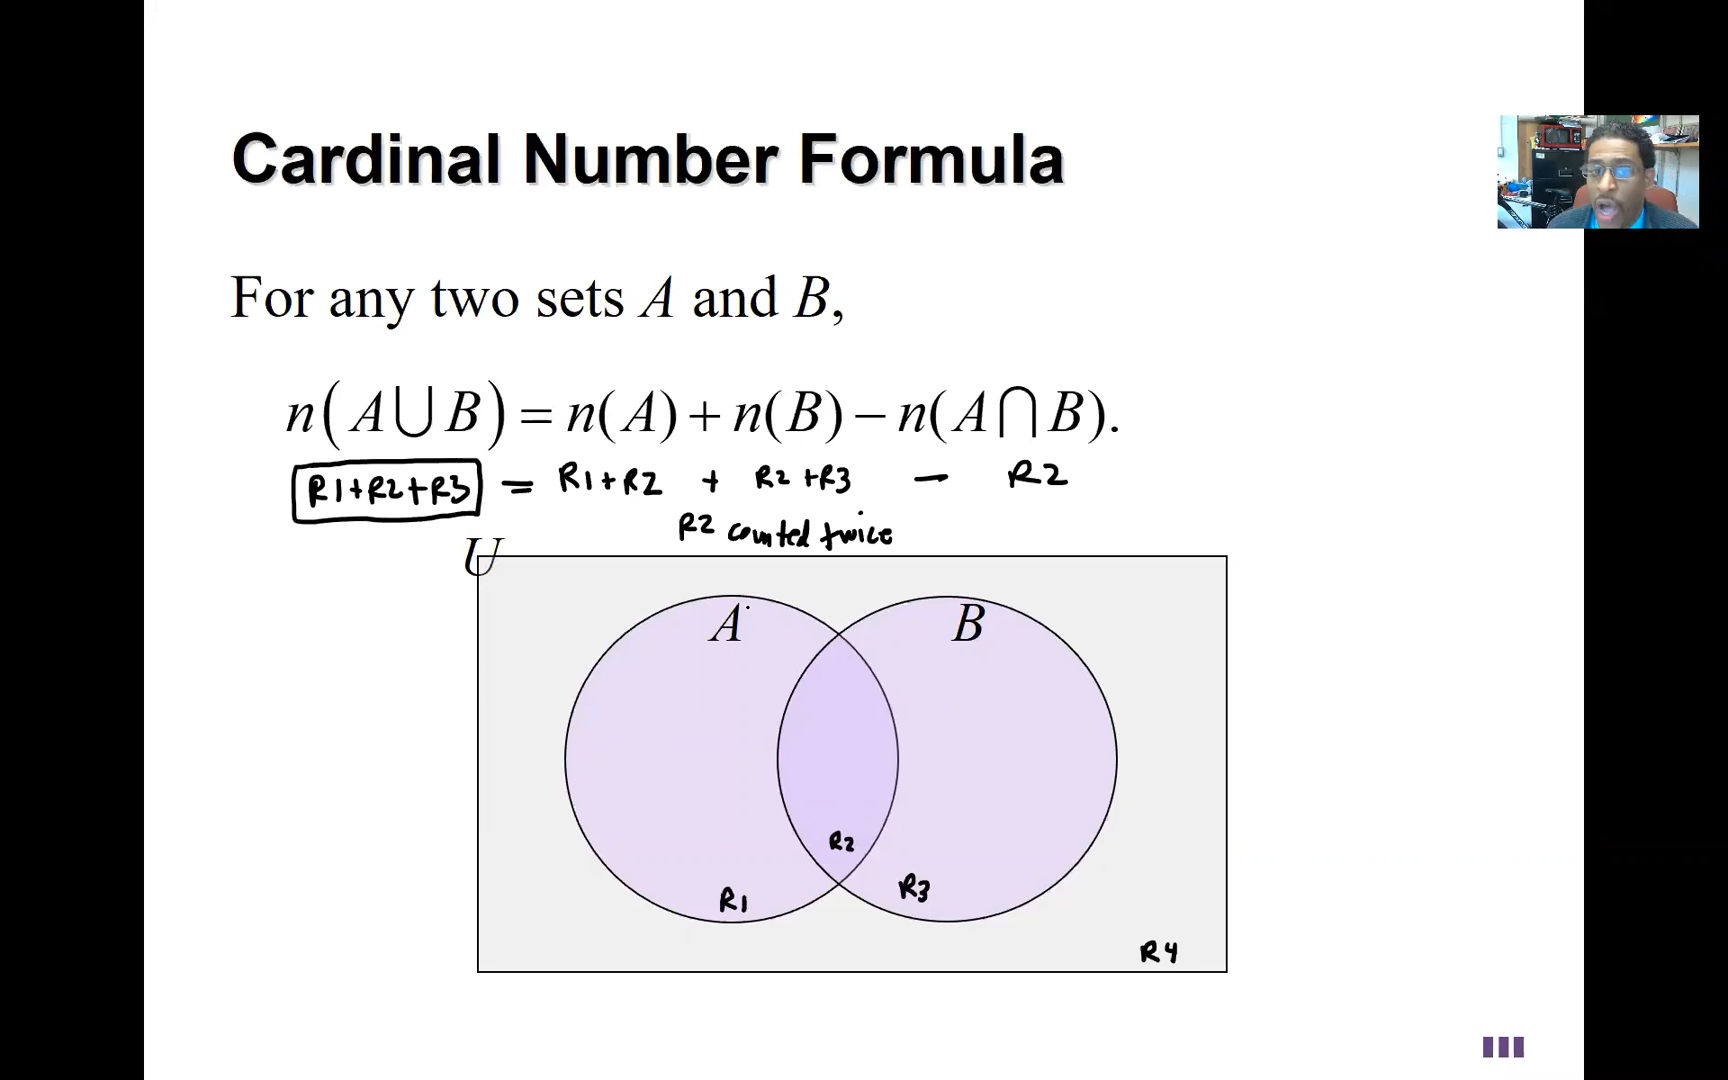 Cardinal Number Formula
For any two sets A and B,
n(A⋃B) = n(A) + n(B) − n(A⋂B).
R1+R2+R3 = R1+R2 + R2+R3 − R2
R2 counted twice
U
A B
R2
R1 R3
R4